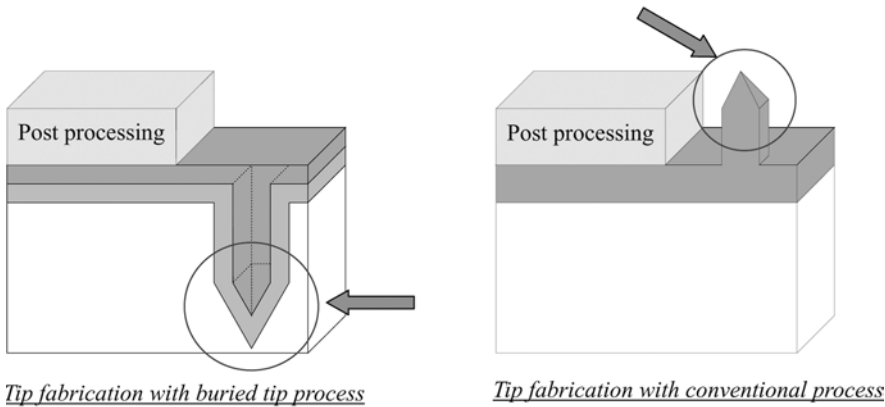 Post processing
Post processing
Tip fabrication with buried tip process
Tip fabrication with conventional process